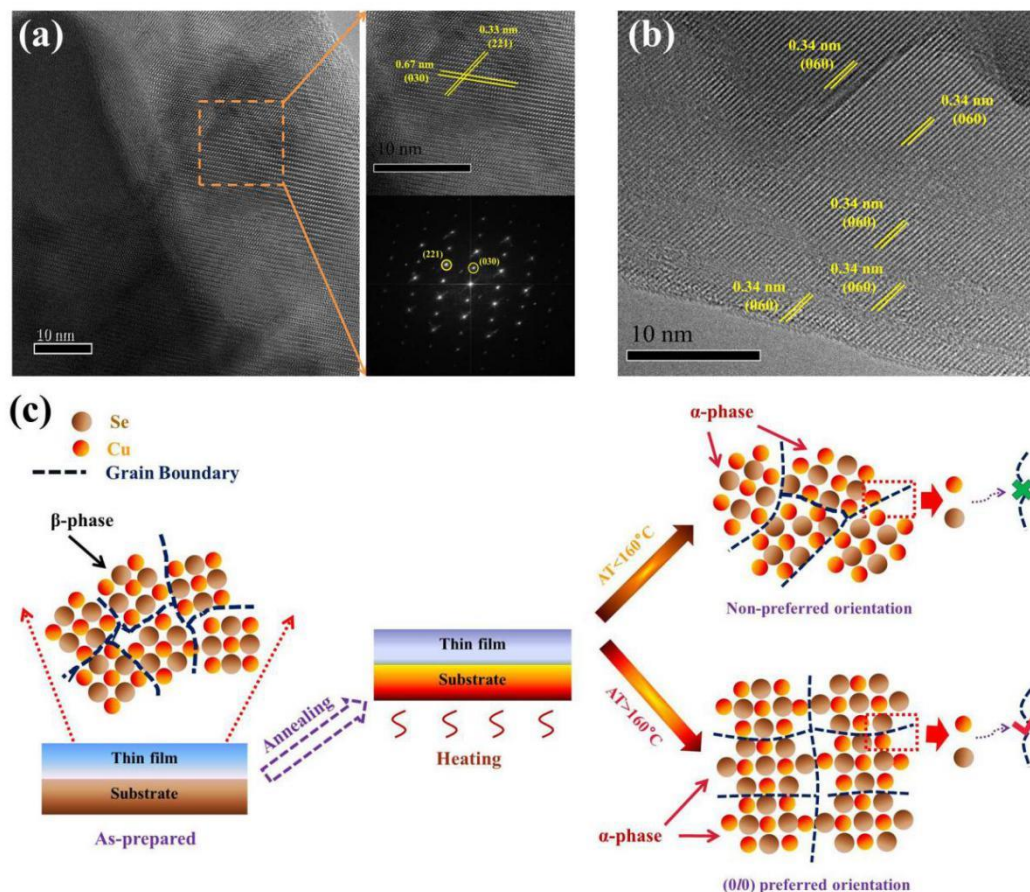 (a)
0.33 nm
(221)
0.67 nm
(030)
10 nm
(221)
(030)
10 nm
(b)
0.34 nm
(060)
0.34 nm
(060)
0.34 nm
(060)
0.34 nm
(060)
0.34 nm
(060)
10 nm
(c)
Se
Cu
Grain Boundary
β-phase
Thin film
Substrate
As-prepared
Annealing
Thin film
Substrate
Heating
AT<160°C
AT>160°C
α-phase
Non-preferred orientation
α-phase
(0l0) preferred orientation